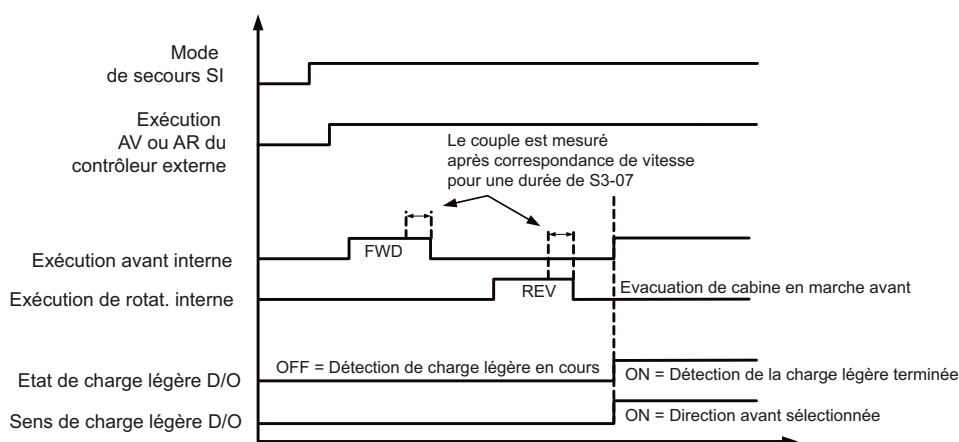 Mode
de secours SI
Exécution
AV ou AR du
contrôleur externe
Le couple est mesuré
après correspondance de vitesse
pour une durée de S3-07
Exécution avant interne
FWD
Exécution de rotat. interne
REV
Evacuation de cabine en marche avant
Etat de charge légère D/O
OFF = Détection de charge légère en cours
ON = Détection de la charge légère terminée
Sens de charge légère D/O
ON = Direction avant sélectionnée